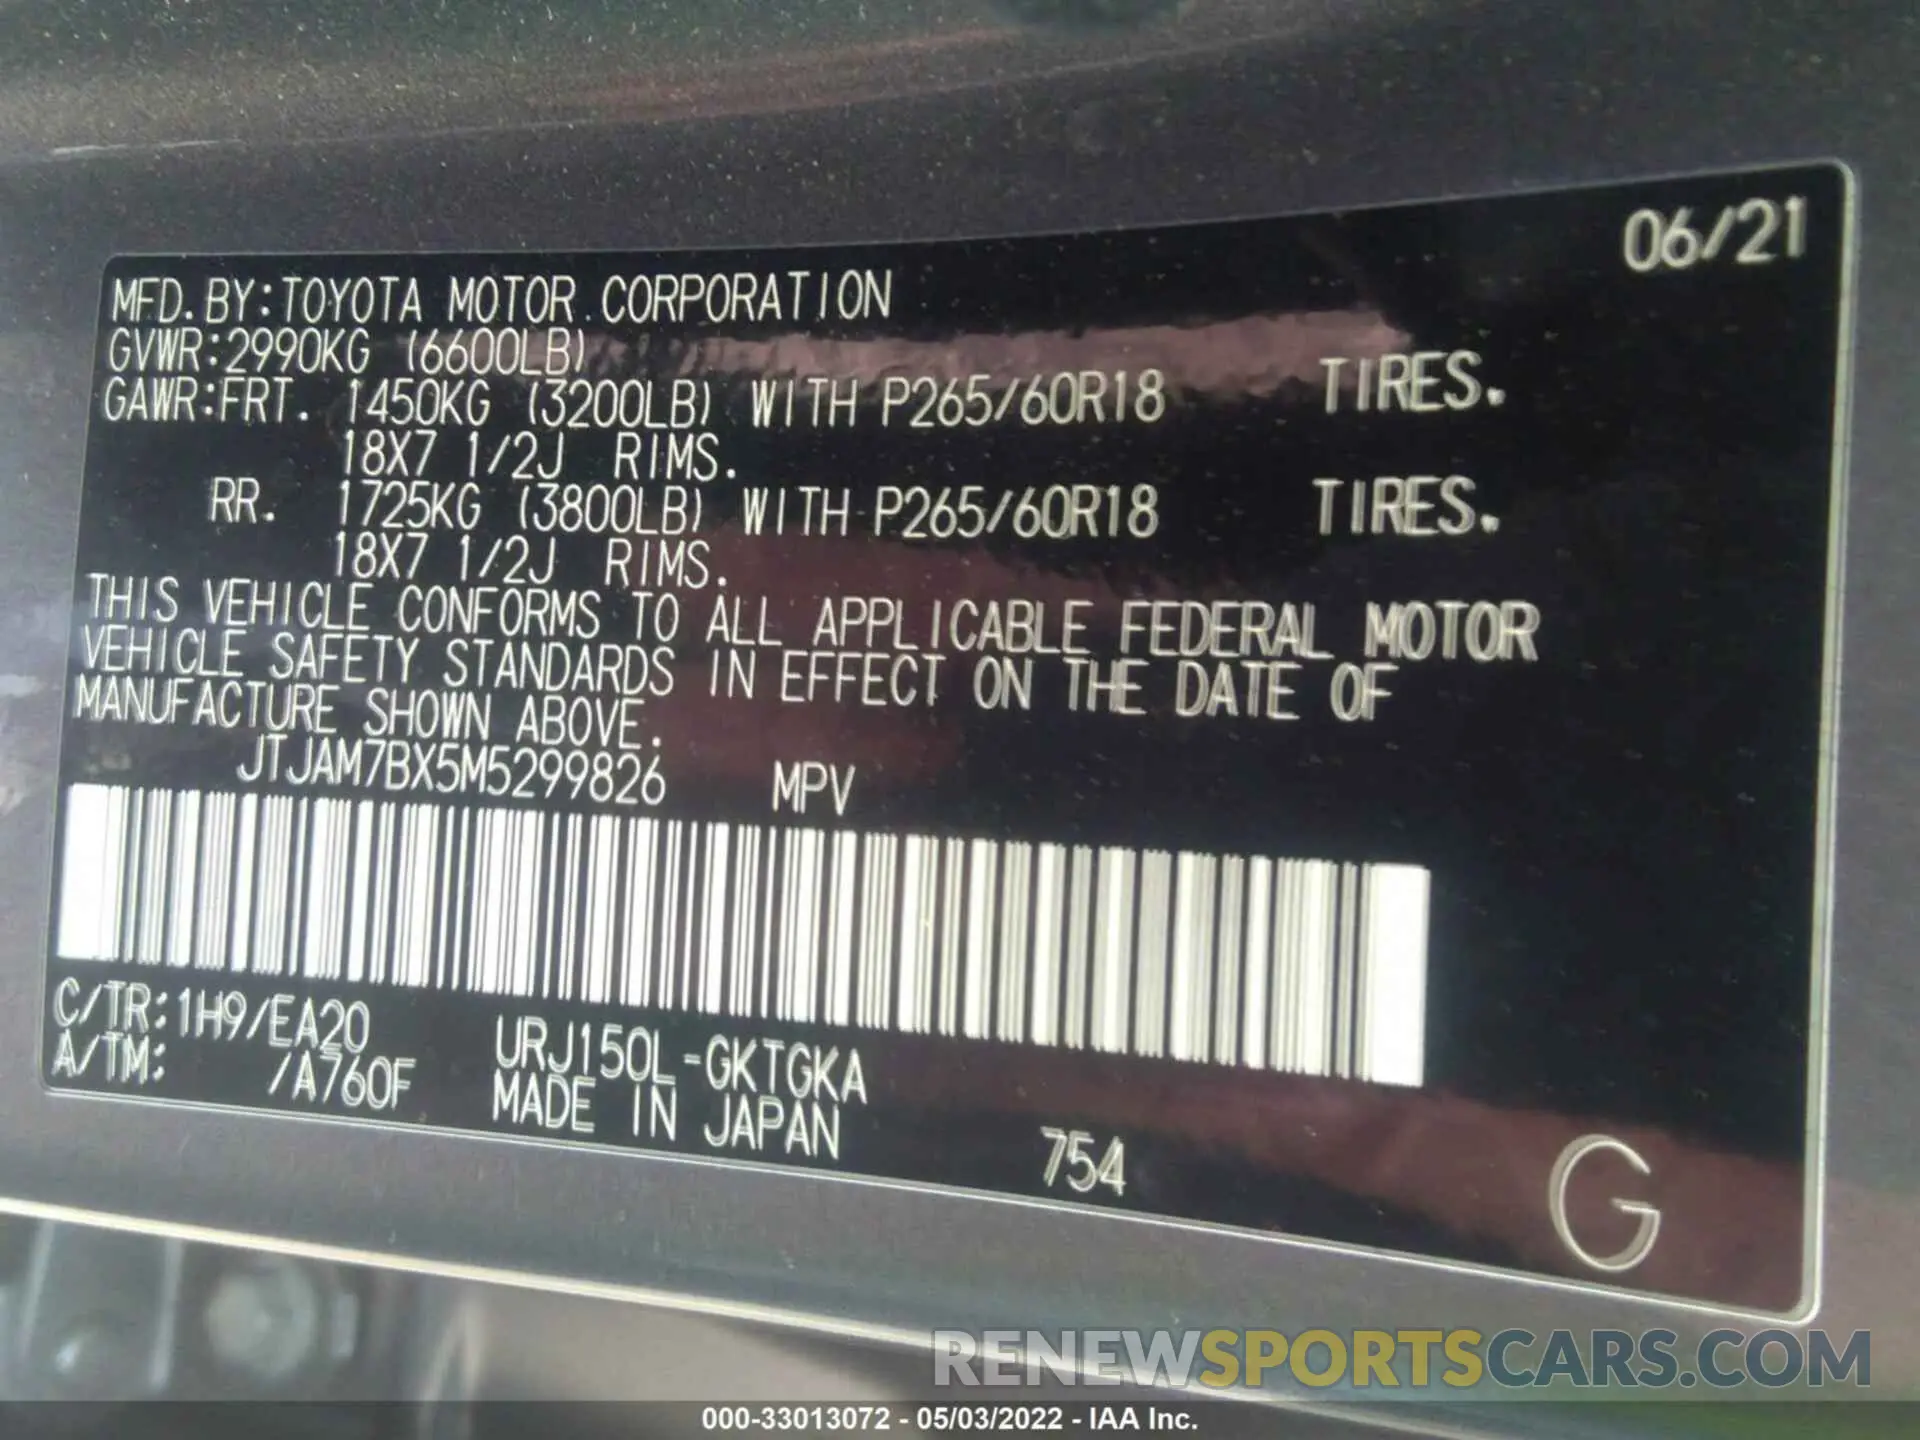 06/21
MFD. BY:TOYOTA MOTOR CORPORATION
GVWR:2990KG (6600LB)
GAWR:FRT. 1450KG (3200LB) WITH P265/60R18 TIRES.
18X7 1/2J RIMS.
RR. 1725KG (3800LB) WITH P265/60R18 TIRES.
18X7 1/2J RIMS.
THIS VEHICLE CONFORMS TO ALL APPLICABLE FEDERAL MOTOR
VEHICLE SAFETY STANDARDS IN EFFECT ON THE DATE OF
MANUFACTURE SHOWN ABOVE.
JTJAM7BX5M5299826 MPV
C/TR:1H9/EA20 URJ150L-GKTGKA
A/TM: /A760F MADE IN JAPAN
754
G
RENEWSPORTSCARS.COM
000-33013072 - 05/03/2022 - IAA Inc.